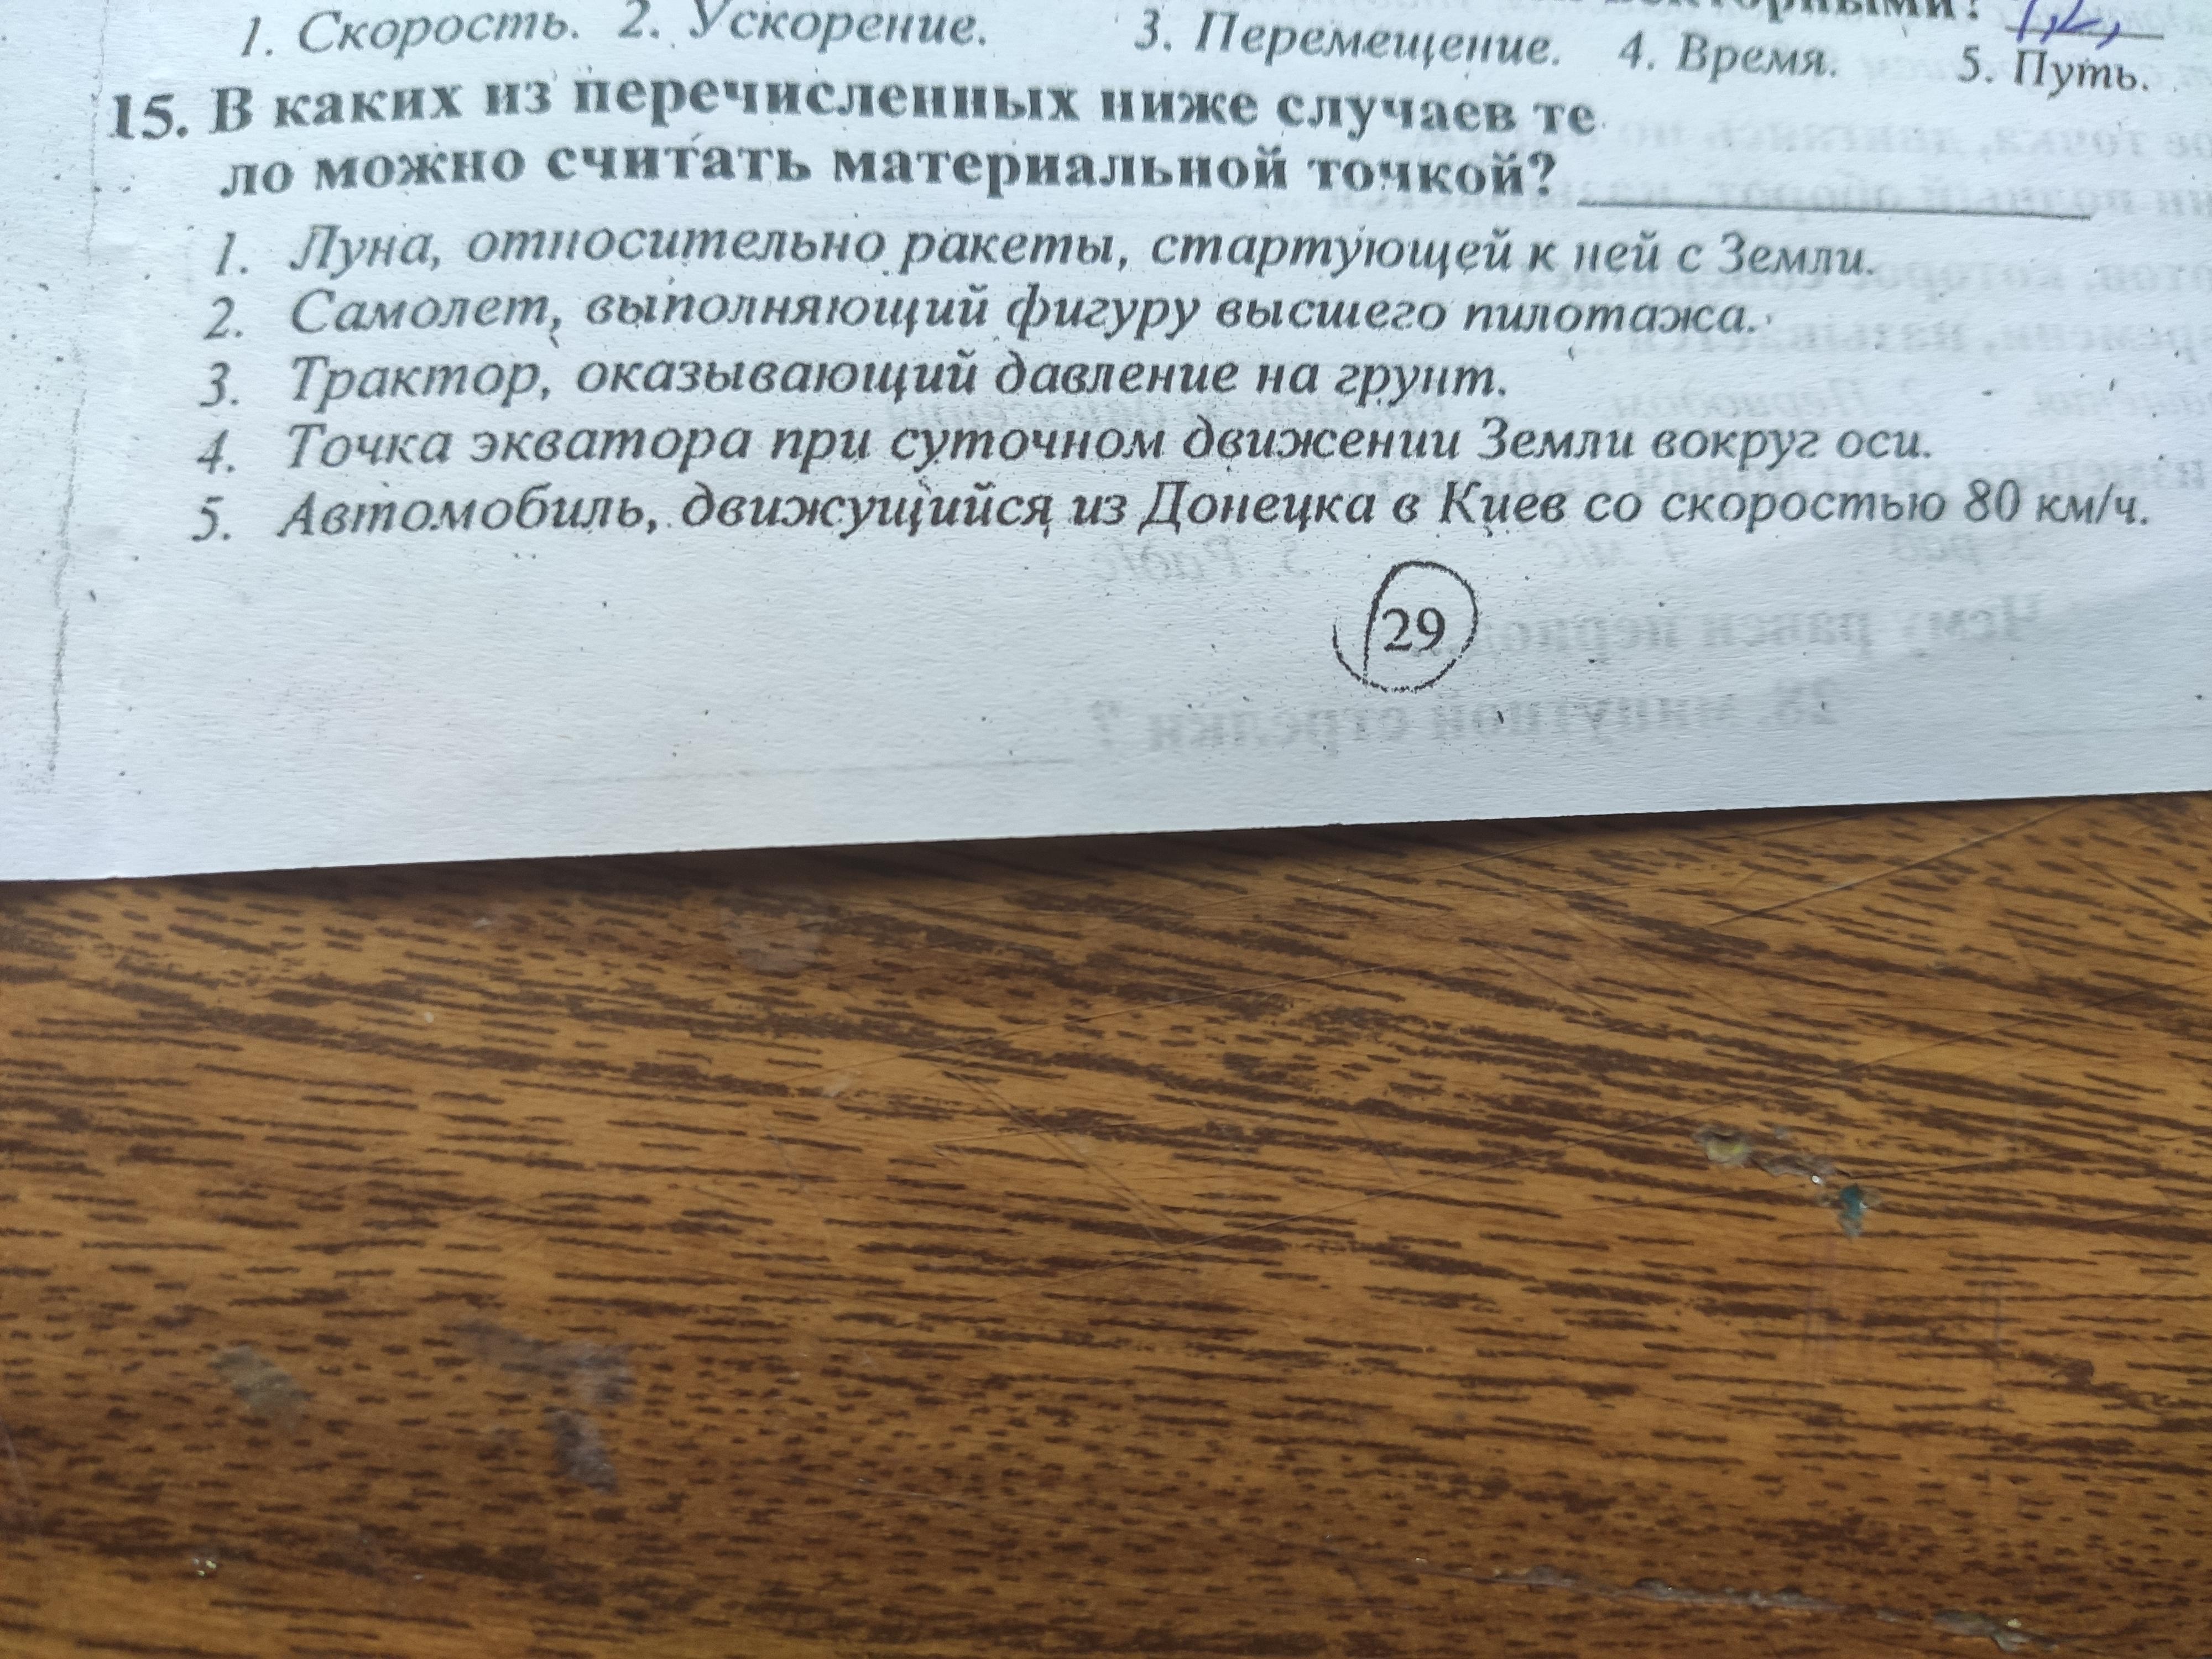 векторными? 1,2,
1. Скорость. 2. Ускорение. 3. Перемещение. 4. Время. 5. Путь.
15. В каких из перечисленных ниже случаев те
ло можно считать материальной точкой?
1. Луна, относительно ракеты, стартующей к ней с Земли.
2. Самолет, выполняющий фигуру высшего пилотажа.
3. Трактор, оказывающий давление на грунт.
4. Точка экватора при суточном движении Земли вокруг оси.
5. Автомобиль, движущийся из Донецка в Киев со скоростью 80 км/ч.
29